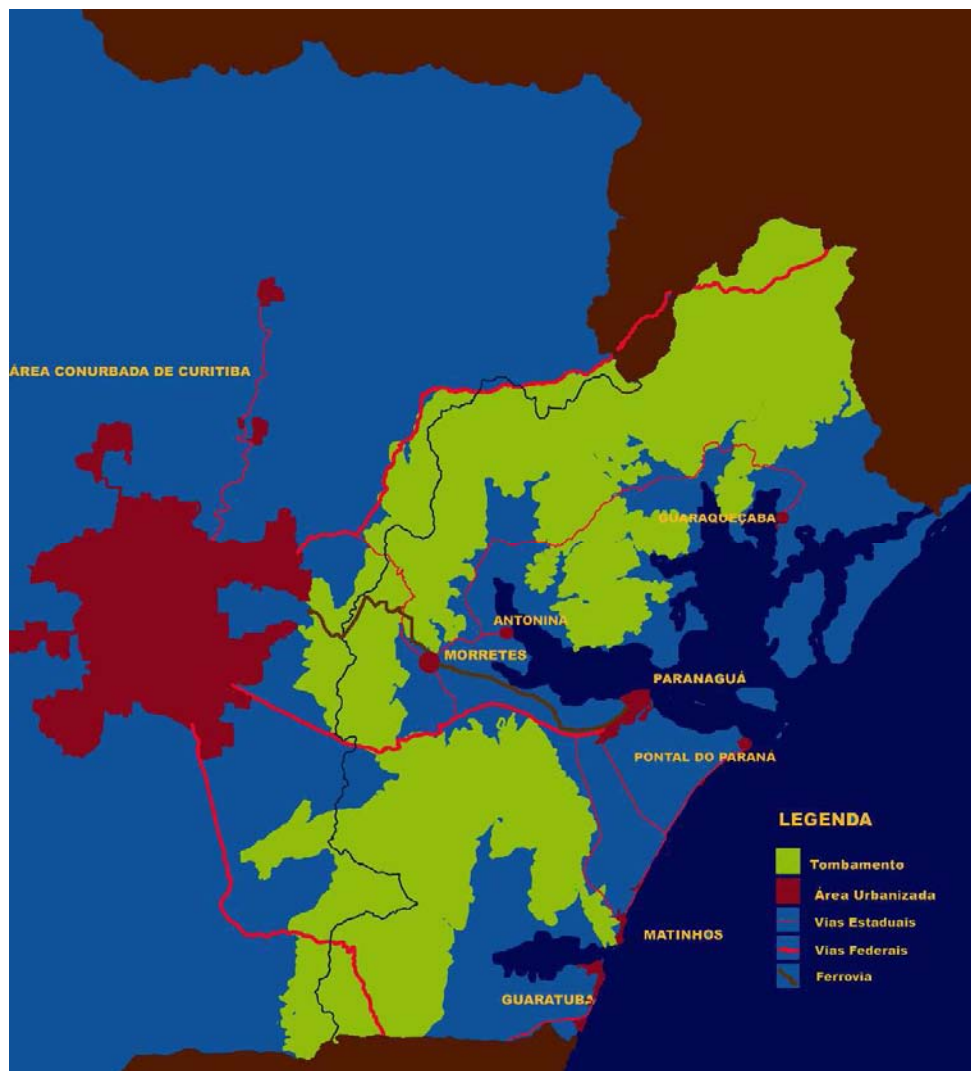 ÁREA CONURBADA DE CURITIBA
GUARAQUEÇABA
ANTONINA
MORRETES
PARANAGUÁ
PONTAL DO PARANÁ
LEGENDA
Tombamento
Área Urbanizada
Vias Estaduais
Vias Federais
Ferrovia
MATINHOS
GUARATUBA